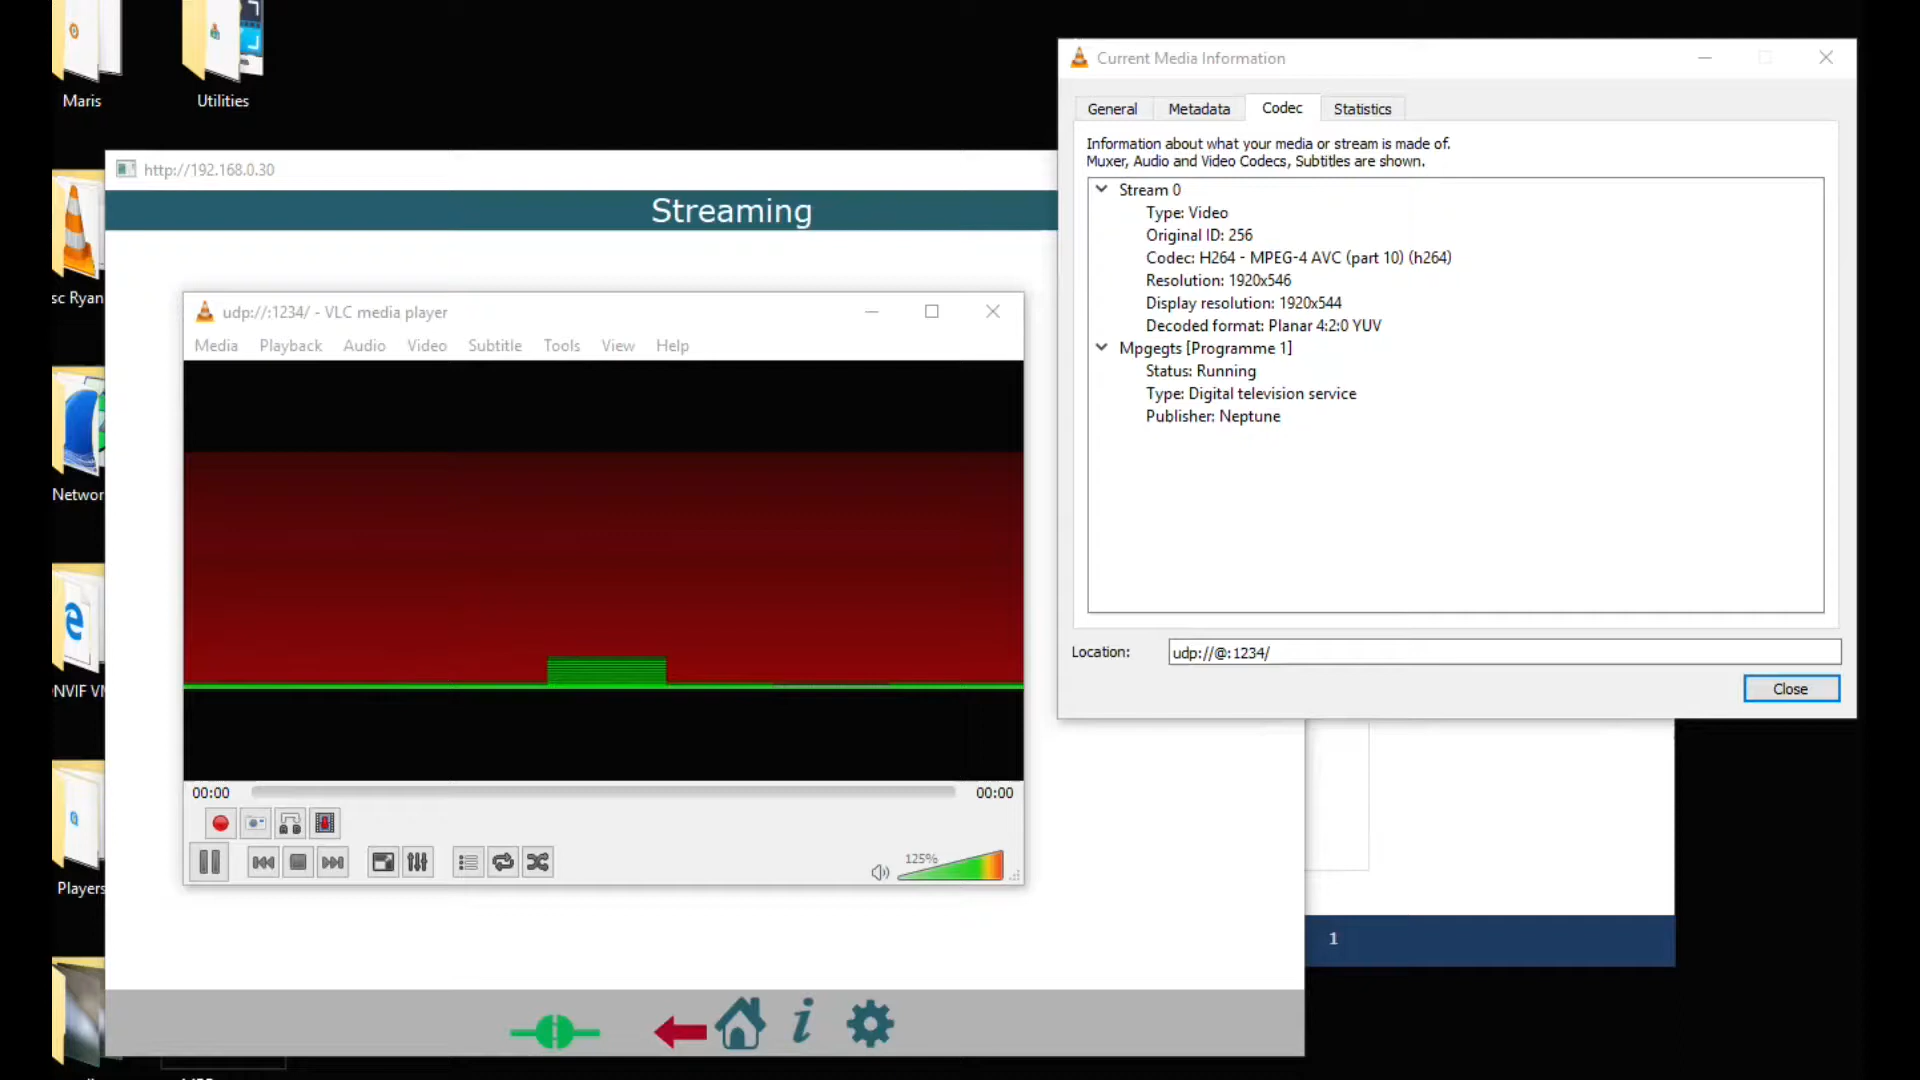 Maris
Utilities
sc Ryan
Networ
NVIF VM
Players
http://192.168.0.30
Streaming
udp://:1234/ - VLC media player
Media Playback Audio Video Subtitle Tools View Help
00:00
00:00
125%
Current Media Information
General Metadata Codec Statistics
Information about what your media or stream is made of.
Muxer, Audio and Video Codecs, Subtitles are shown.
Stream 0
Type: Video
Original ID: 256
Codec: H264 - MPEG-4 AVC (part 10) (h264)
Resolution: 1920x546
Display resolution: 1920x544
Decoded format: Planar 4:2:0 YUV
Mpgegts [Programme 1]
Status: Running
Type: Digital television service
Publisher: Neptune
Location: udp://@:1234/
Close
1